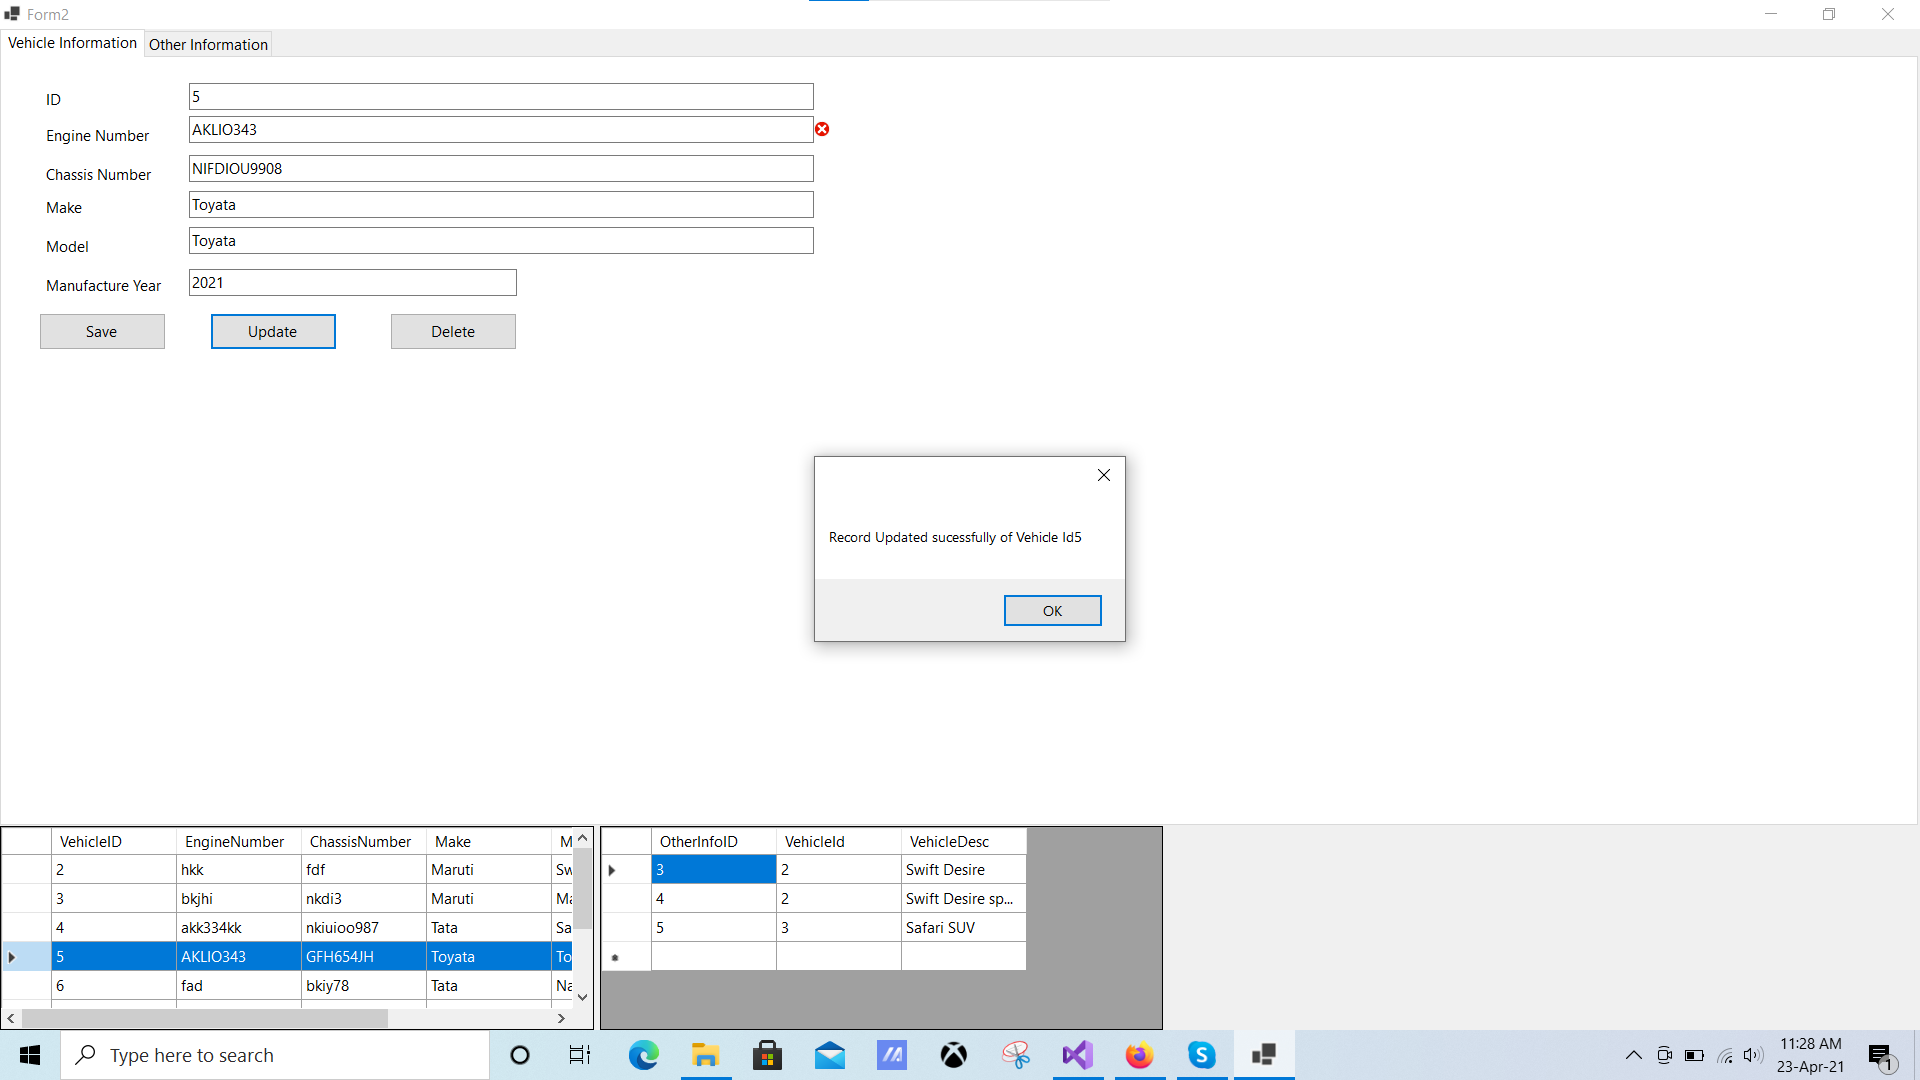 Form2
Vehicle Information Other Information
ID 5
Engine Number AKLIO343
Chassis Number NIFDIOU9908
Make Toyata
Model Toyata
Manufacture Year 2021
Save Update Delete
Record Updated sucessfully of Vehicle Id5
OK
VehicleID EngineNumber ChassisNumber Make M
2 hkk fdf Maruti Sw
3 bkjhi nkdi3 Maruti Ma
4 akk334kk nkiuioo987 Tata Sa
5 AKLIO343 GFH654JH Toyata To
6 fad bkiy78 Tata Na
OtherInfoID VehicleId VehicleDesc
3 2 Swift Desire
4 2 Swift Desire sp...
5 3 Safari SUV
Type here to search
11:28 AM
23-Apr-21
1